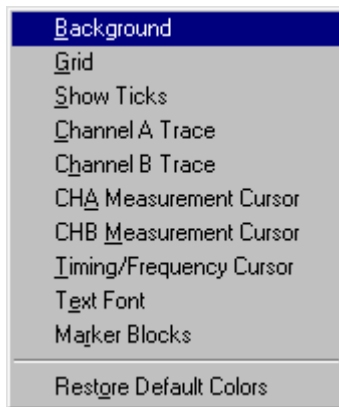 Background
Grid
Show Ticks
Channel A Trace
Channel B Trace
CHA Measurement Cursor
CHB Measurement Cursor
Timing/Frequency Cursor
Text Font
Marker Blocks
Restore Default Colors